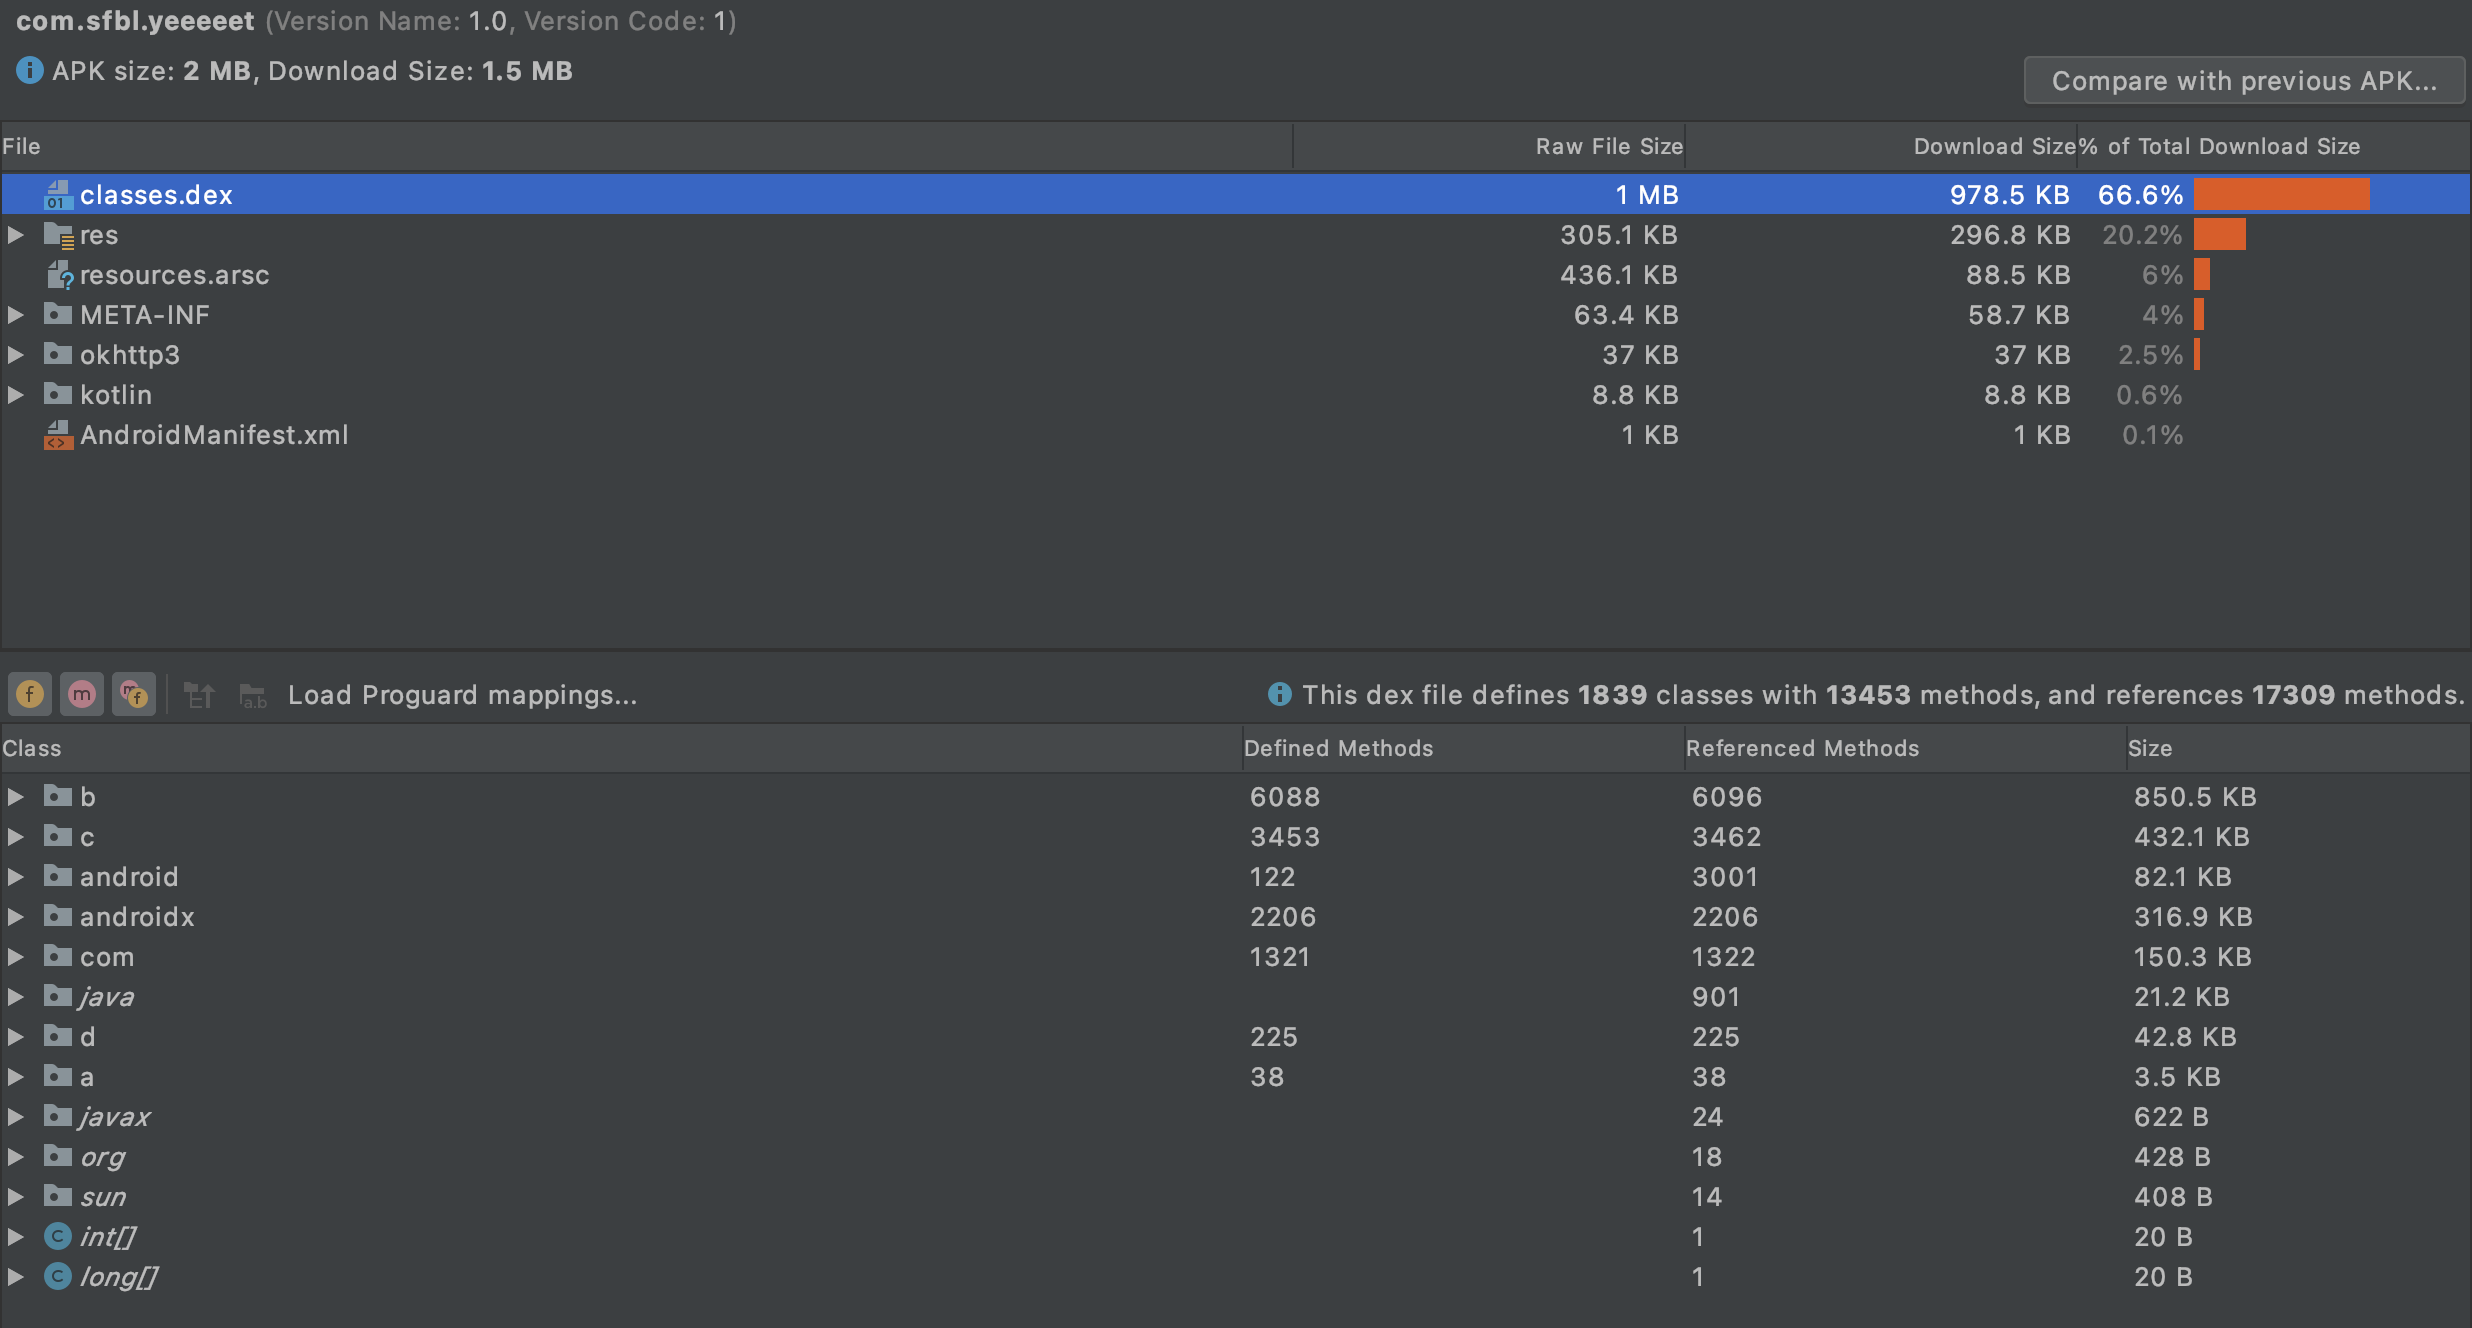 com.sfbl.yeeeeet (Version Name: 1.0, Version Code: 1)
APK size: 2 MB, Download Size: 1.5 MB
Compare with previous APK...
File Raw File Size Download Size % of Total Download Size
01 classes.dex 1 MB 978.5 KB 66.6%
res 305.1 KB 296.8 KB 20.2%
resources.arsc 436.1 KB 88.5 KB 6%
META-INF 63.4 KB 58.7 KB 4%
okhttp3 37 KB 37 KB 2.5%
kotlin 8.8 KB 8.8 KB 0.6%
AndroidManifest.xml 1 KB 1 KB 0.1%
f m m f a.b Load Proguard mappings... This dex file defines 1839 classes with 13453 methods, and references 17309 methods.
Class Defined Methods Referenced Methods Size
b 6088 6096 850.5 KB
c 3453 3462 432.1 KB
android 122 3001 82.1 KB
androidx 2206 2206 316.9 KB
com 1321 1322 150.3 KB
java 901 21.2 KB
d 225 225 42.8 KB
a 38 38 3.5 KB
javax 24 622 B
org 18 428 B
sun 14 408 B
C int[] 1 20 B
C long[] 1 20 B